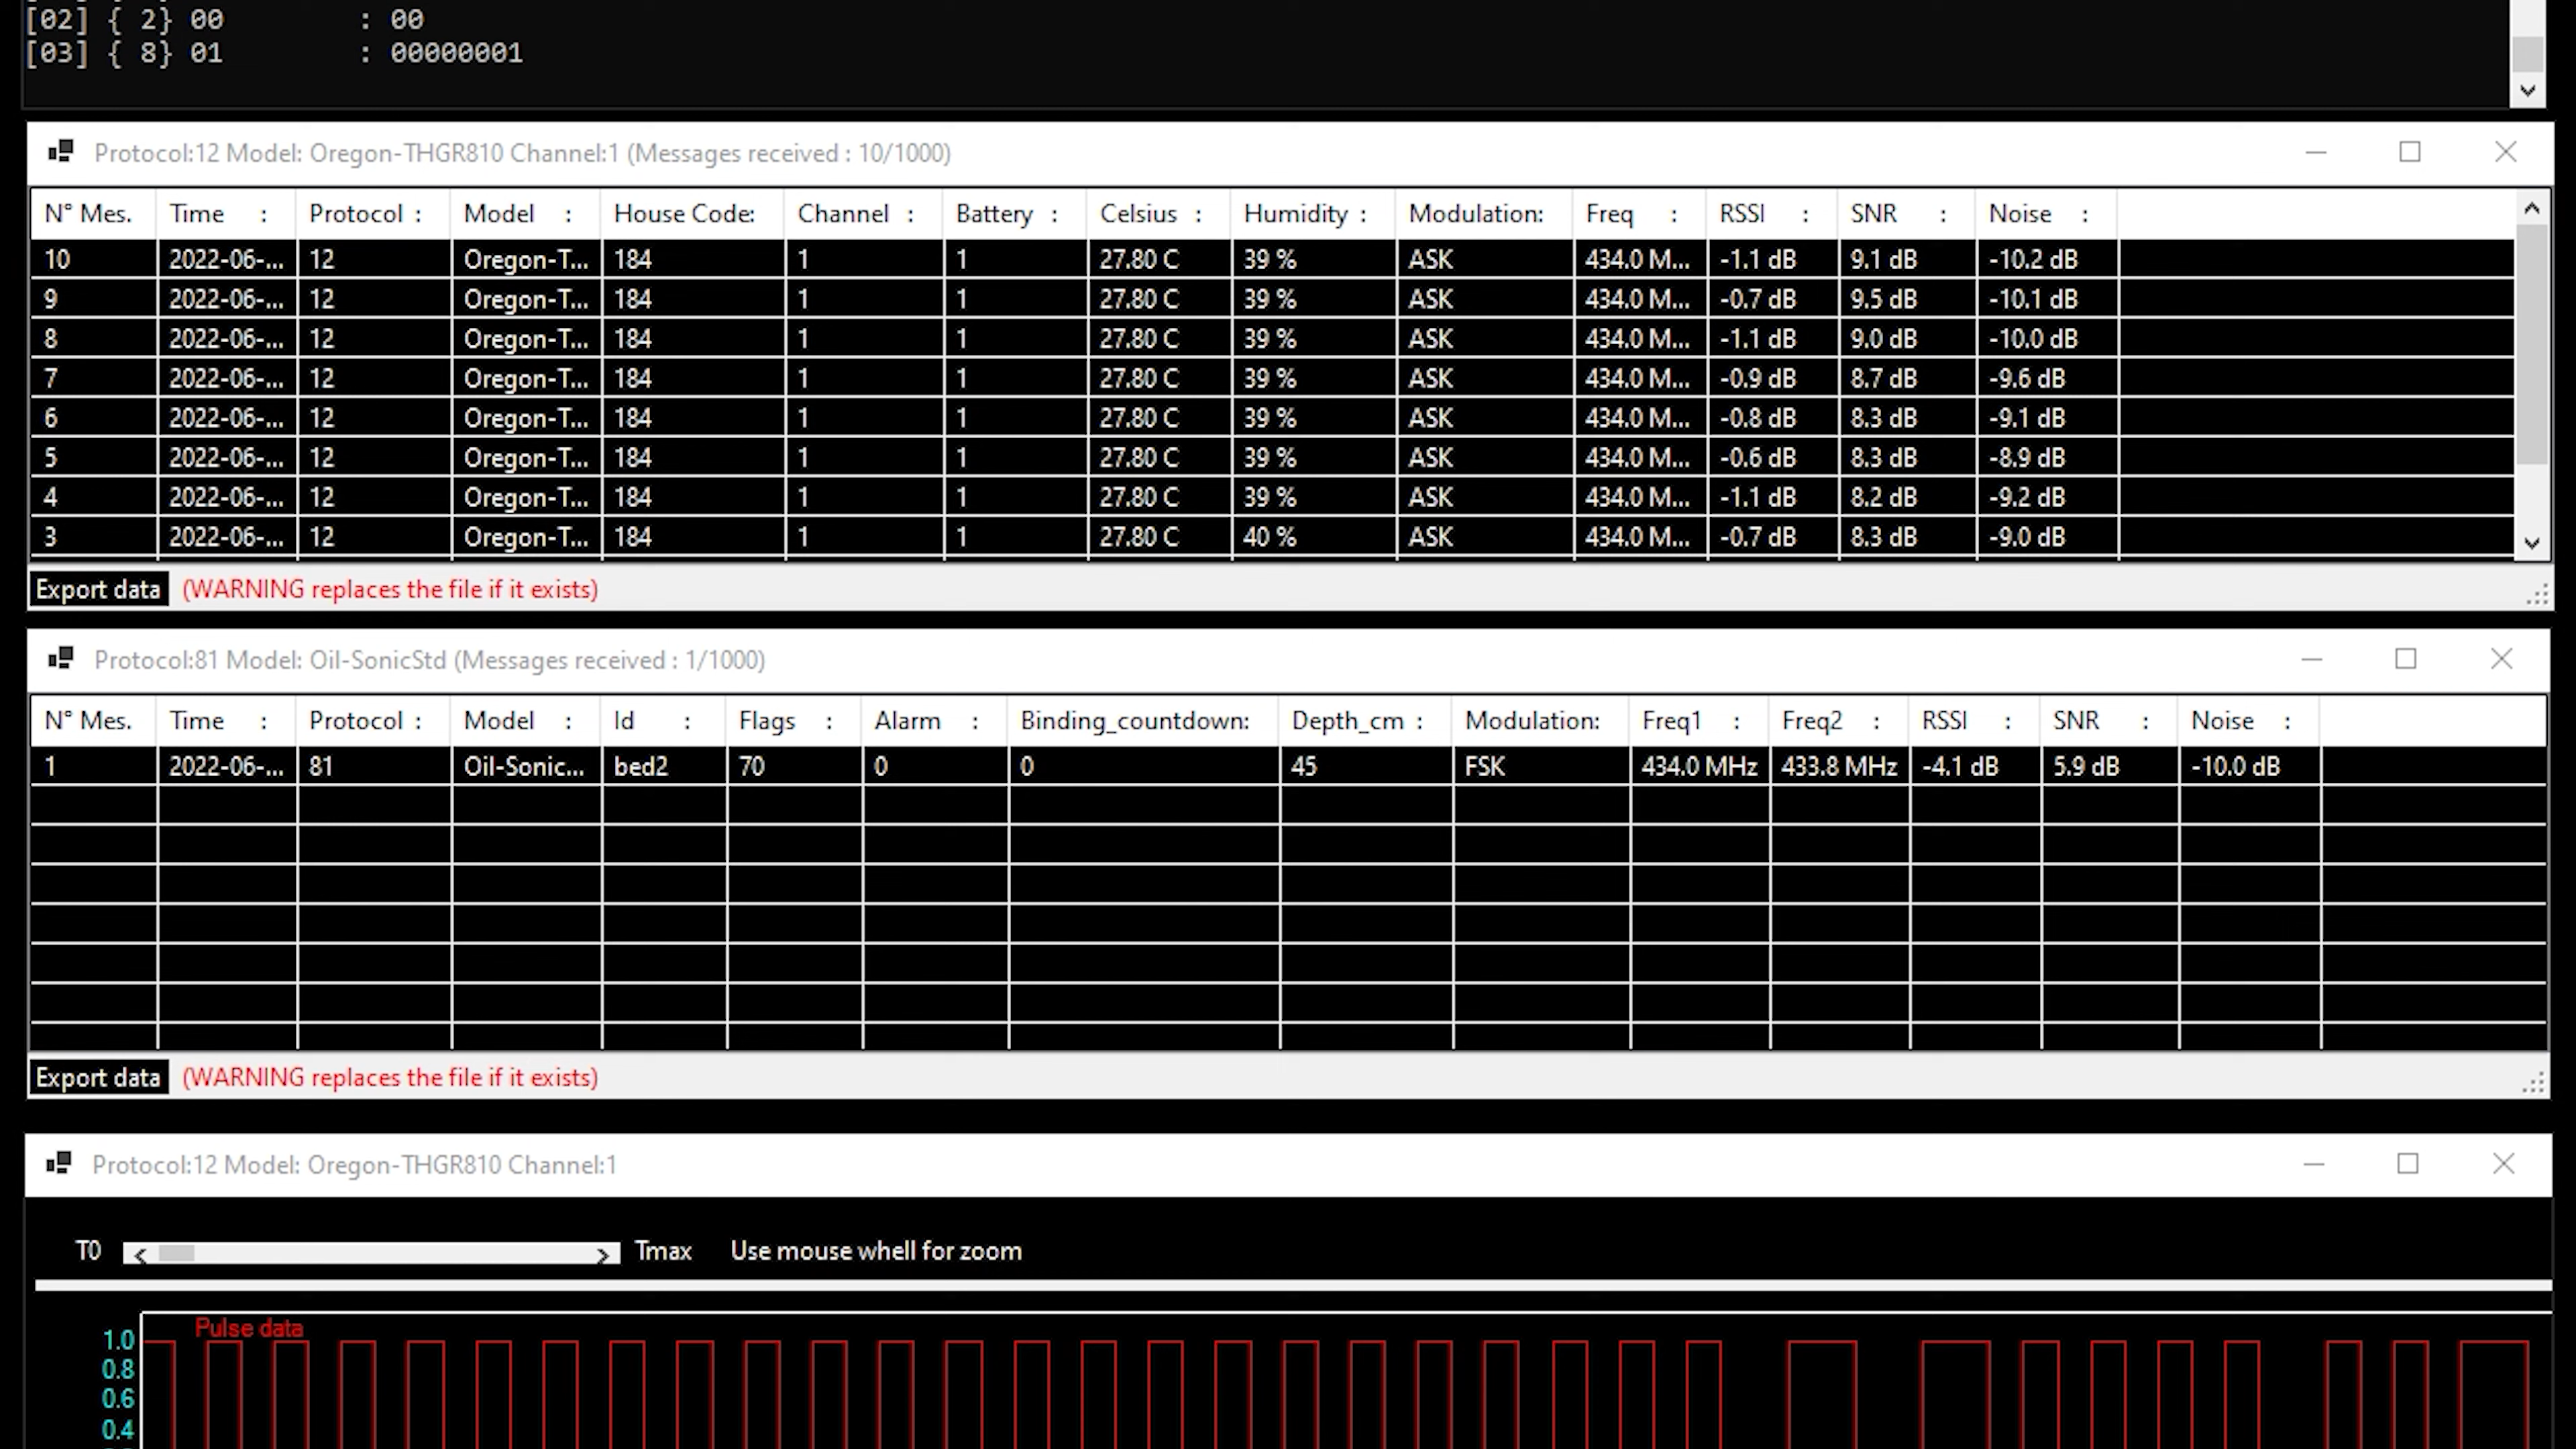 [02] { 2} 00 : 00
[03] { 8} 01 : 00000001
Protocol:12 Model: Oregon-THGR810 Channel:1 (Messages received : 10/1000)
N° Mes. Time : Protocol : Model : House Code: Channel : Battery : Celsius : Humidity : Modulation: Freq : RSSI : SNR : Noise :
10 2022-06-... 12 Oregon-T... 184 1 1 27.80 C 39 % ASK 434.0 M... -1.1 dB 9.1 dB -10.2 dB
9 2022-06-... 12 Oregon-T... 184 1 1 27.80 C 39 % ASK 434.0 M... -0.7 dB 9.5 dB -10.1 dB
8 2022-06-... 12 Oregon-T... 184 1 1 27.80 C 39 % ASK 434.0 M... -1.1 dB 9.0 dB -10.0 dB
7 2022-06-... 12 Oregon-T... 184 1 1 27.80 C 39 % ASK 434.0 M... -0.9 dB 8.7 dB -9.6 dB
6 2022-06-... 12 Oregon-T... 184 1 1 27.80 C 39 % ASK 434.0 M... -0.8 dB 8.3 dB -9.1 dB
5 2022-06-... 12 Oregon-T... 184 1 1 27.80 C 39 % ASK 434.0 M... -0.6 dB 8.3 dB -8.9 dB
4 2022-06-... 12 Oregon-T... 184 1 1 27.80 C 39 % ASK 434.0 M... -1.1 dB 8.2 dB -9.2 dB
3 2022-06-... 12 Oregon-T... 184 1 1 27.80 C 40 % ASK 434.0 M... -0.7 dB 8.3 dB -9.0 dB
Export data (WARNING replaces the file if it exists)
Protocol:81 Model: Oil-SonicStd (Messages received : 1/1000)
N° Mes. Time : Protocol : Model : Id : Flags : Alarm : Binding_countdown: Depth_cm : Modulation: Freq1 : Freq2 : RSSI : SNR : Noise :
1 2022-06-... 81 Oil-Sonic... bed2 70 0 0 45 FSK 434.0 MHz 433.8 MHz -4.1 dB 5.9 dB -10.0 dB
Export data (WARNING replaces the file if it exists)
Protocol:12 Model: Oregon-THGR810 Channel:1
T0 Tmax Use mouse whell for zoom
Pulse data
1.0
0.8
0.6
0.4